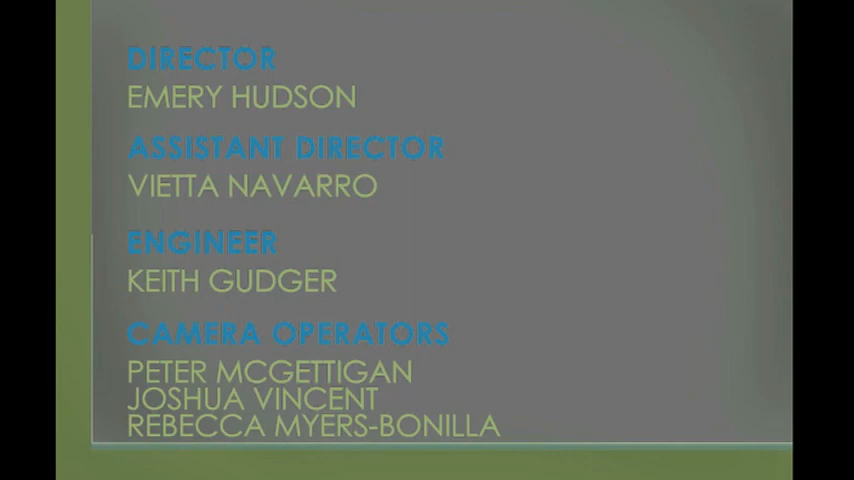 DIRECTOR
EMERY HUDSON
ASSISTANT DIRECTOR
VIETTA NAVARRO
ENGINEER
KEITH GUDGER
CAMERA OPERATORS
PETER MCGETTIGAN
JOSHUA VINCENT
REBECCA MYERS-BONILLA